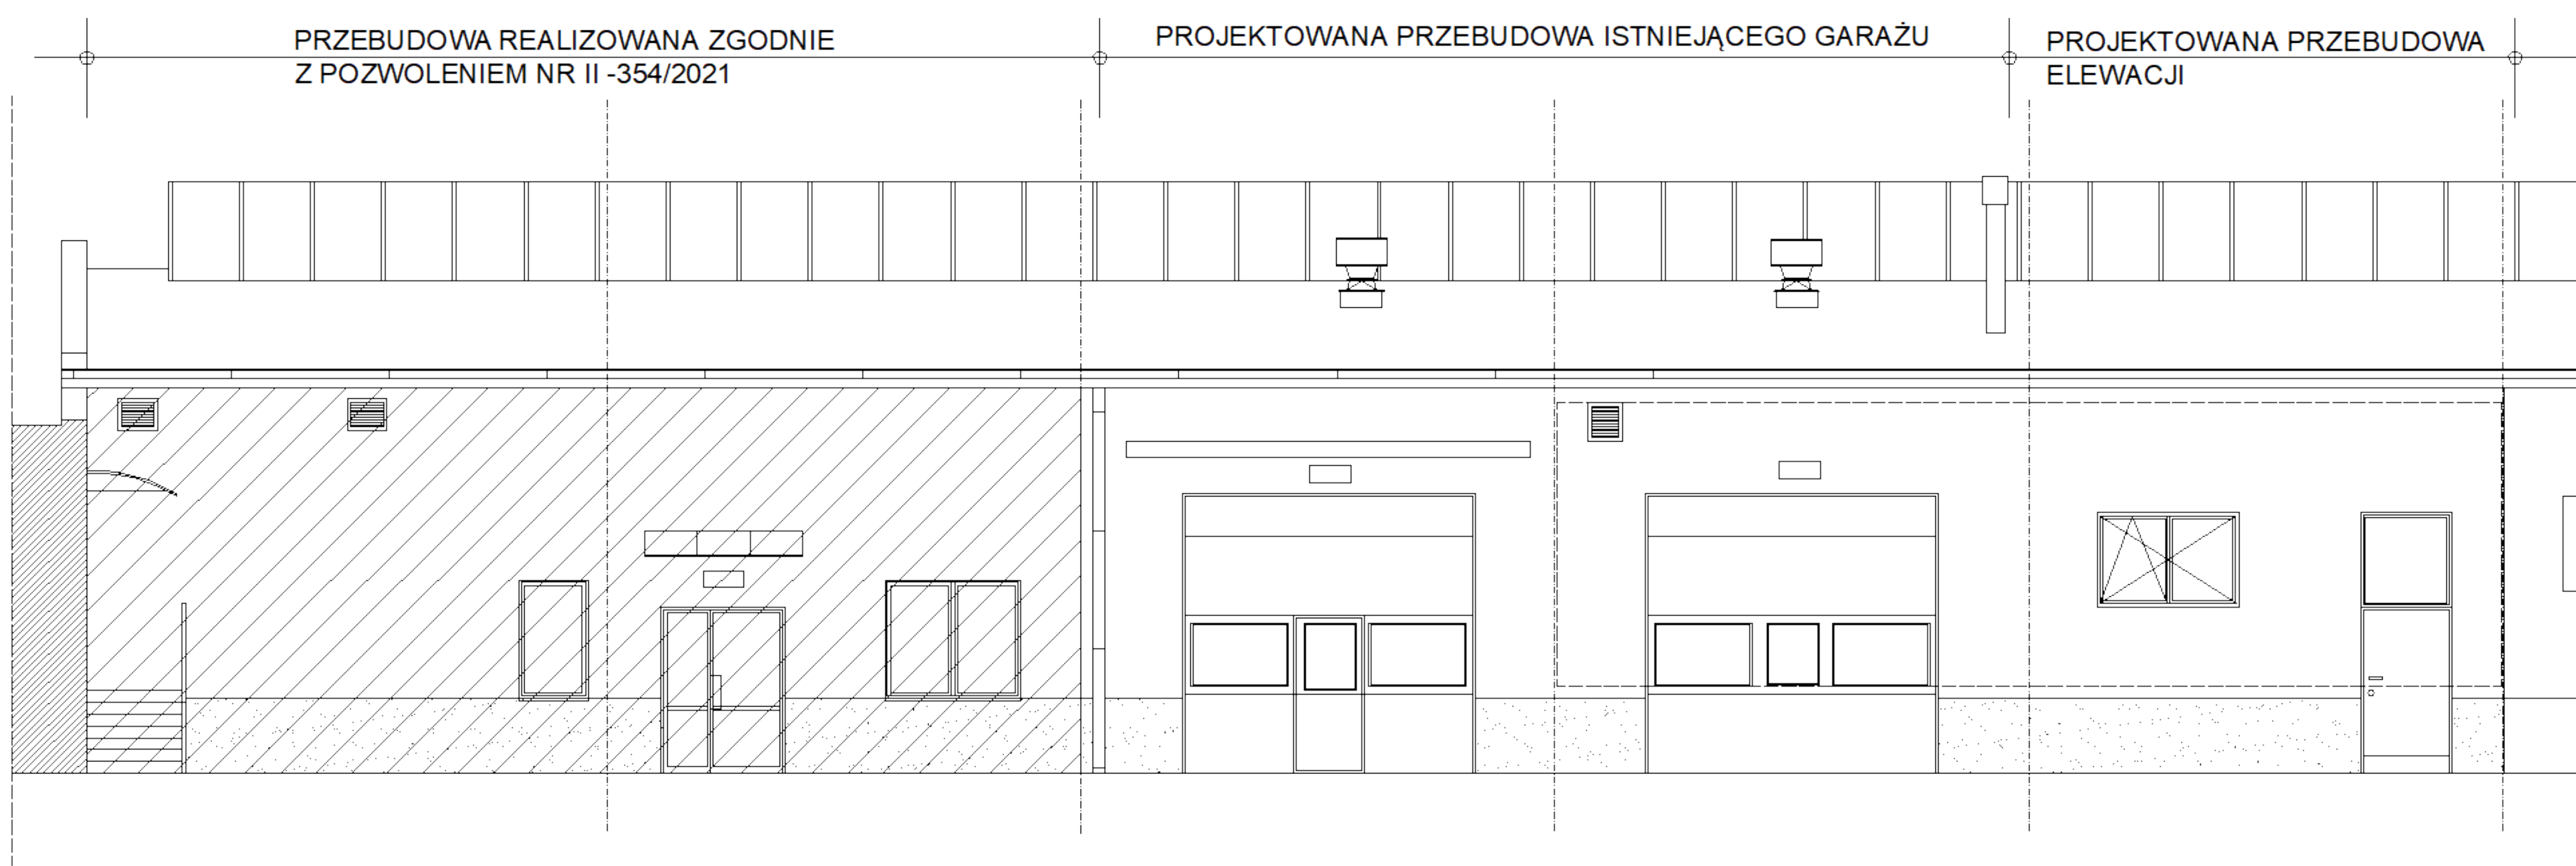 PRZEBUDOWA REALIZOWANA ZGODNIE
Z POZWOLENIEM NR II -354/2021
PROJEKTOWANA PRZEBUDOWA ISTNIEJĄCEGO GARAŻU
PROJEKTOWANA PRZEBUDOWA
ELEWACJI